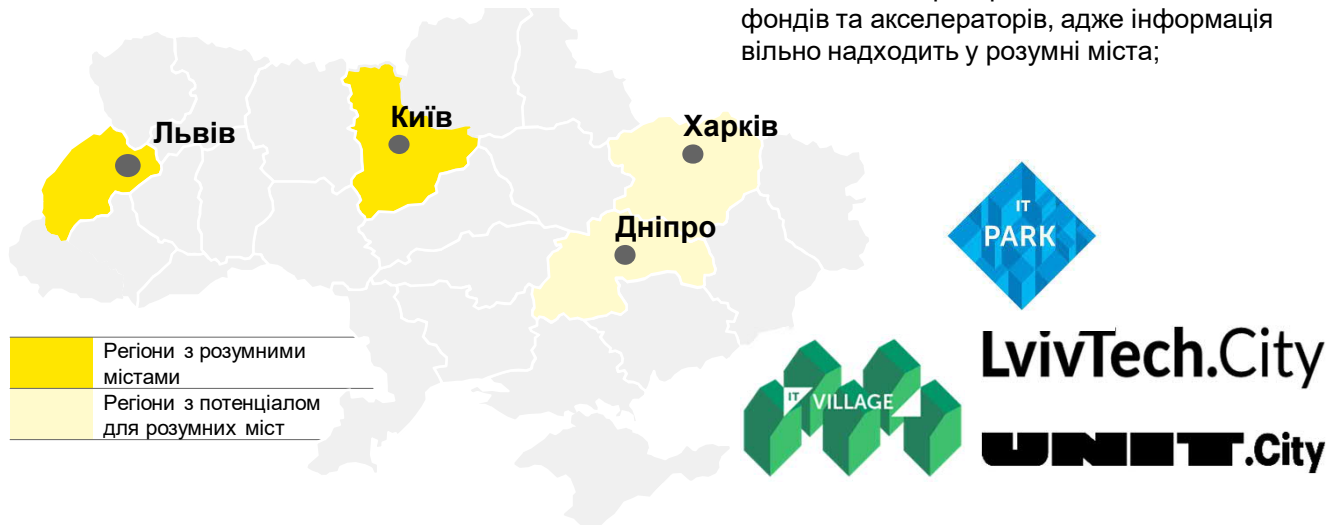 фондів та акселераторів, адже інформація
вільно надходить у розумні міста;
Львів
Київ
Харків
Дніпро
Регіони з розумними
містами
Регіони з потенціалом
для розумних міст
IT
PARK
LvivTech.City
IT VILLAGE
UNIT.City